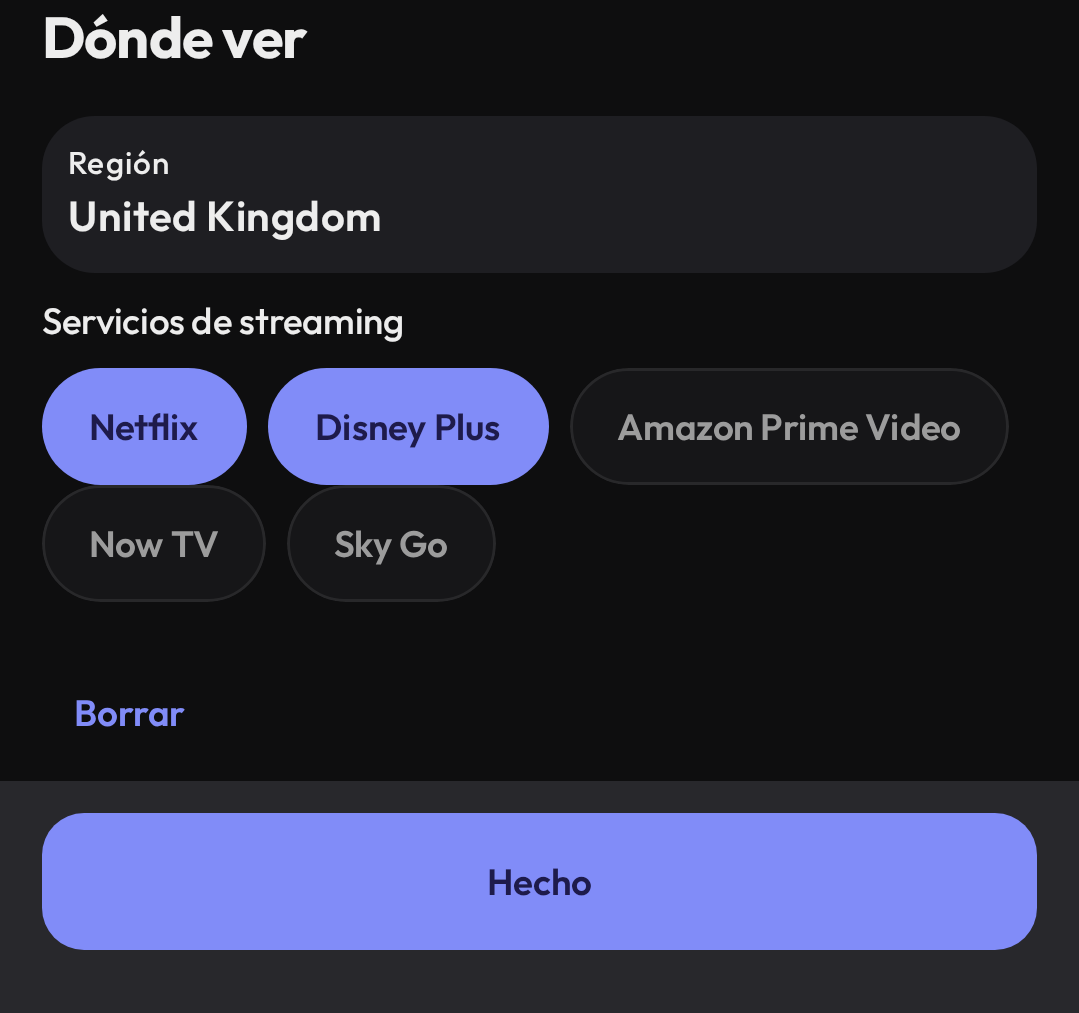 Dónde ver
Región
United Kingdom
Servicios de streaming
Netflix Disney Plus Amazon Prime Video
Now TV Sky Go
Borrar
Hecho